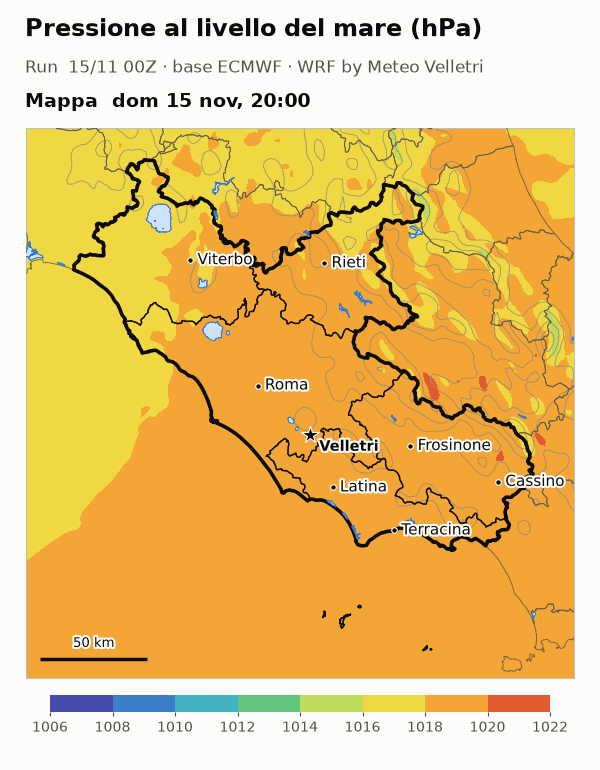 Pressione al livello del mare (hPa)
Run  15/11 00Z · base ECMWF · WRF by Meteo Velletri
Mappa  dom 15 nov, 20:00
Viterbo
Rieti
Roma
Velletri
Frosinone
Cassino
Latina
Terracina
50 km
1006 1008 1010 1012 1014 1016 1018 1020 1022